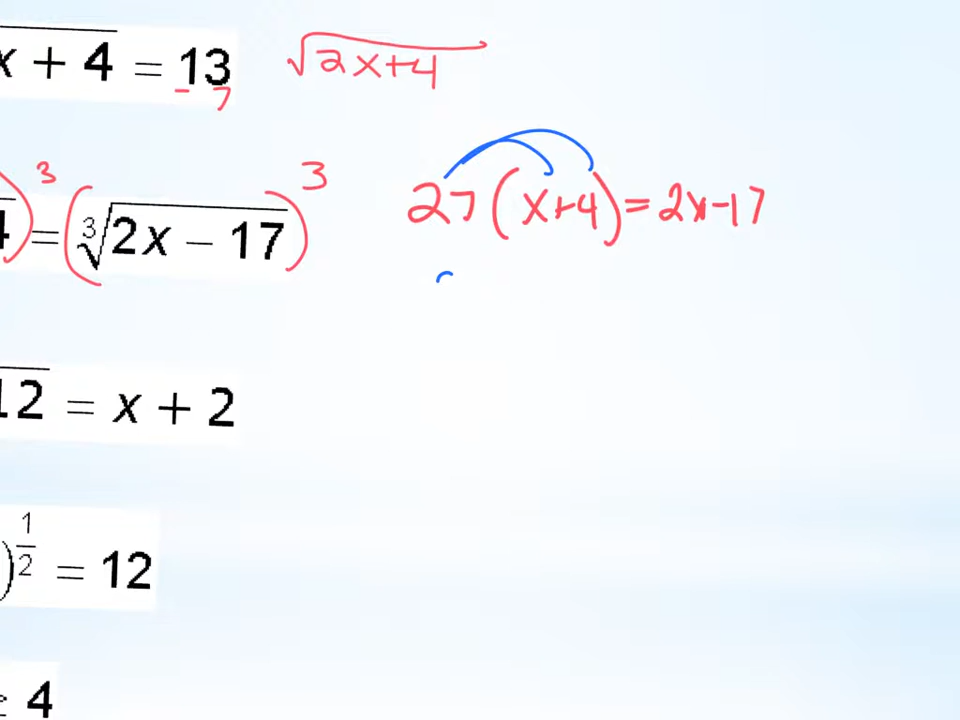 x + 4 = 13 √2x+4
- 7
) 3 = (∛2x − 17) 3 27(x+4)=2x-17
12 = x + 2
)1/2 = 12
4